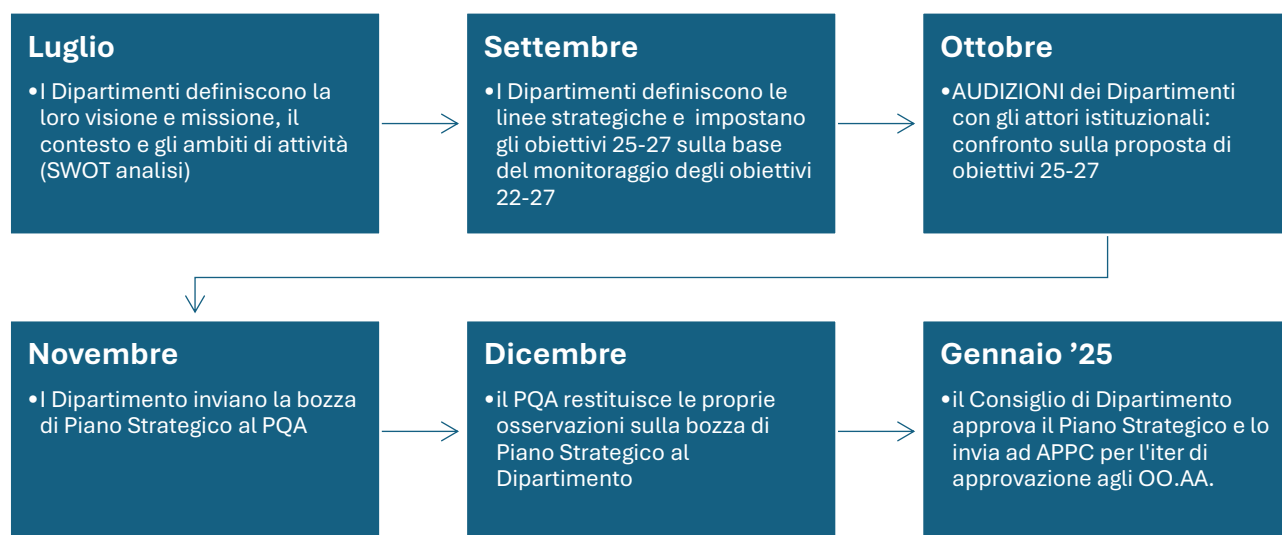 Luglio
•I Dipartimenti definiscono la
loro visione e missione, il
contesto e gli ambiti di attività
(SWOT analisi)
Settembre
•I Dipartimenti definiscono le
linee strategiche e impostano
gli obiettivi 25-27 sulla base
del monitoraggio degli obiettivi
22-27
Ottobre
•AUDIZIONI dei Dipartimenti
con gli attori istituzionali:
confronto sulla proposta di
obiettivi 25-27
Novembre
•I Dipartimento inviano la bozza
di Piano Strategico al PQA
Dicembre
•il PQA restituisce le proprie
osservazioni sulla bozza di
Piano Strategico al
Dipartimento
Gennaio ’25
•il Consiglio di Dipartimento
approva il Piano Strategico e lo
invia ad APPC per l'iter di
approvazione agli OO.AA.